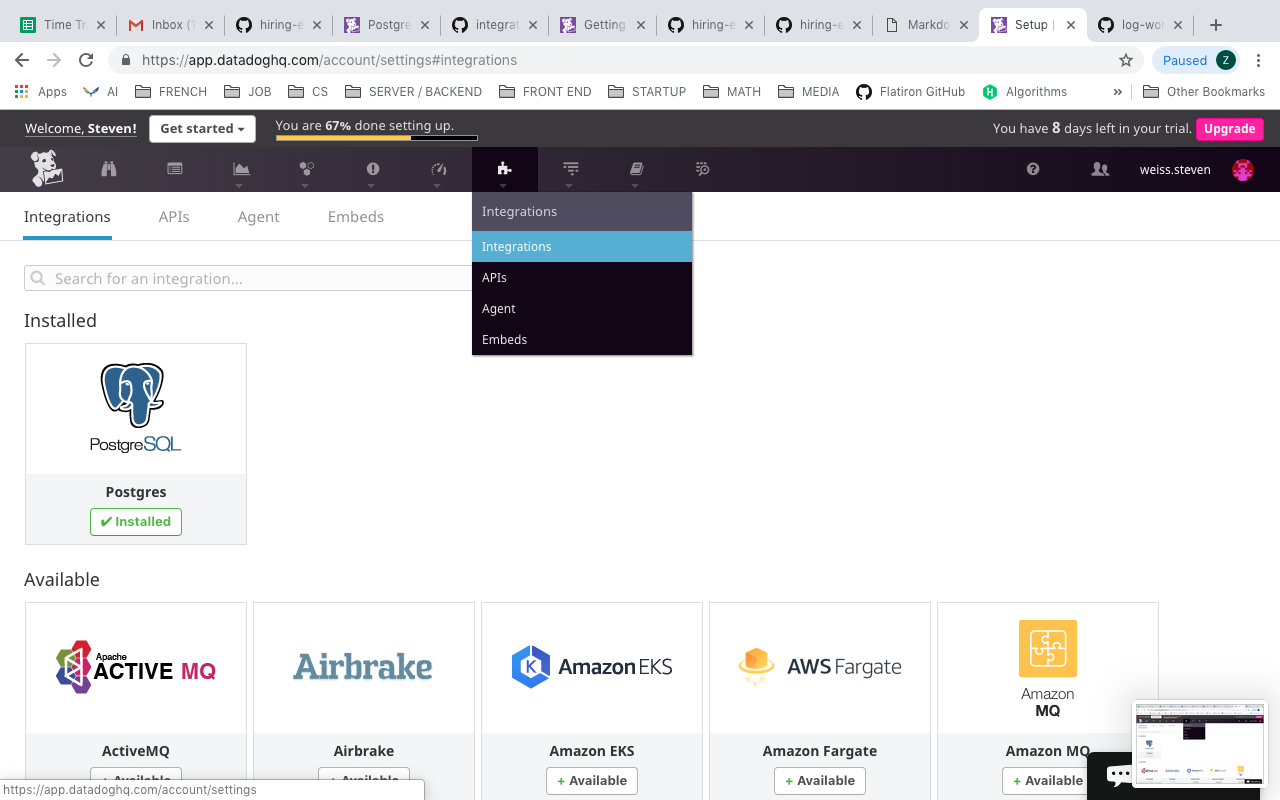 Time Tr
Inbox (1
hiring-e
Postgre
integrat
Getting
hiring-e
hiring-e
Markdo
Setup |
log-wor
https://app.datadoghq.com/account/settings#integrations
Paused
Z
Apps
AI
FRENCH
JOB
CS
SERVER / BACKEND
FRONT END
STARTUP
MATH
MEDIA
Flatiron GitHub
Algorithms
»
Other Bookmarks
Welcome, Steven!
Get started
You are 67% done setting up.
You have 8 days left in your trial.
Upgrade
weiss.steven
Integrations
APIs
Agent
Embeds
Integrations
Integrations
APIs
Agent
Embeds
Search for an integration...
Installed
PostgreSQL
Postgres
✔ Installed
Available
Apache
ACTIVE MQ
Airbrake
Amazon EKS
AWS Fargate
Amazon
MQ
ActiveMQ
Airbrake
Amazon EKS
Amazon Fargate
Amazon MQ
+ Available
+ Available
+ Available
+ Available
+ Available
https://app.datadoghq.com/account/settings